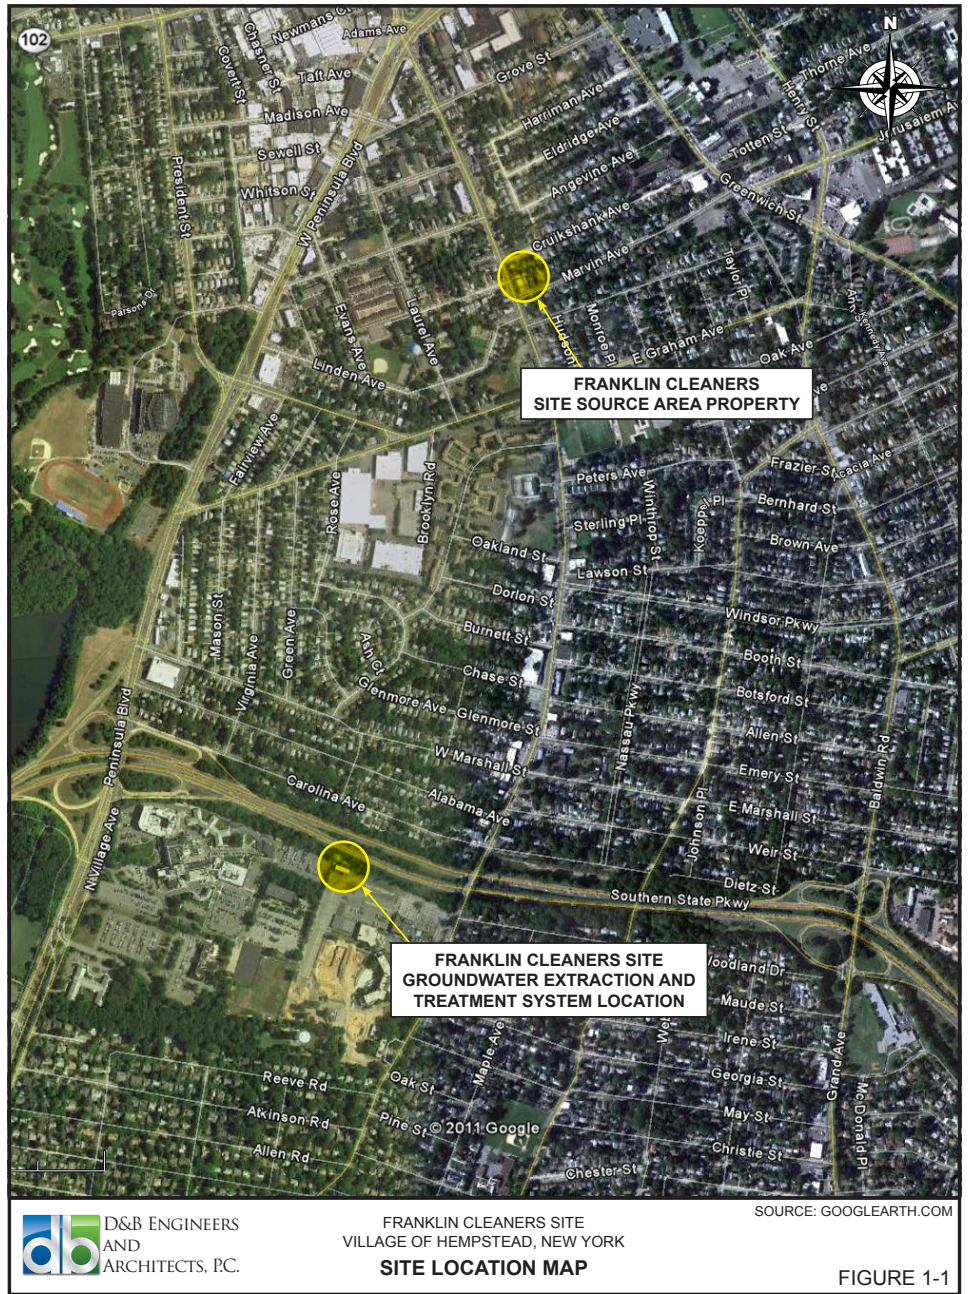 102
Newmans Ct
Adams Ave
Chasner St
Covert St
Taft Ave
Grove St
Thorne Ave
N
Henry St
Madison Ave
Harriman Ave
Jerusalem A
Sewell St
Eldridge Ave
Totten St
President St
Whitson S
W Peninsula Blvd
Angevine Ave
Greenwich St
Cruikshank Ave
Marvin Ave
Taylor Pl
Parsons Dr
Evans Ave
Laurel Ave
Hudson
Monroe Pl
Kennedy Ave
E Graham Ave
Oak Ave
Linden Ave
FRANKLIN CLEANERS
SITE SOURCE AREA PROPERTY
ve
Fairview Ave
Rose Ave
Brooklyn Rd
Peters Ave
Winthrop St
Koeppel Pl
Frazier St
Acacia Ave
Bernhard St
Sterling Pl
Oakland St
Brown Ave
Lawson St
Dorlon St
Windsor Pkwy
Mason St
Virginia Ave
Green Ave
Ash Ct
Burnett St
Booth St
Chase St
Botsford St
Glenmore Ave
Glenmore St
Nassau Pkwy
Allen St
Baldwin Rd
Peninsula Blvd
W Marshall St
Emery St
Carolina Ave
Alabama Ave
E Marshall St
Johnson Pl
N Village Ave
Weir St
Dietz St
Southern State Pkwy
FRANKLIN CLEANERS SITE
GROUNDWATER EXTRACTION AND
TREATMENT SYSTEM LOCATION
oodland Dr
Maude St
We
Irene St
Maple Ave
Grand Ave
Reeve Rd
Oak St
Georgia St
Atkinson Rd
Pine St
© 2011 Google
May St
Mc Donald Pl
Allen Rd
Christie St
Chester St
D&B ENGINEERS
AND
ARCHITECTS, P.C.
db
FRANKLIN CLEANERS SITE
VILLAGE OF HEMPSTEAD, NEW YORK
SITE LOCATION MAP
SOURCE: GOOGLEARTH.COM
FIGURE 1-1